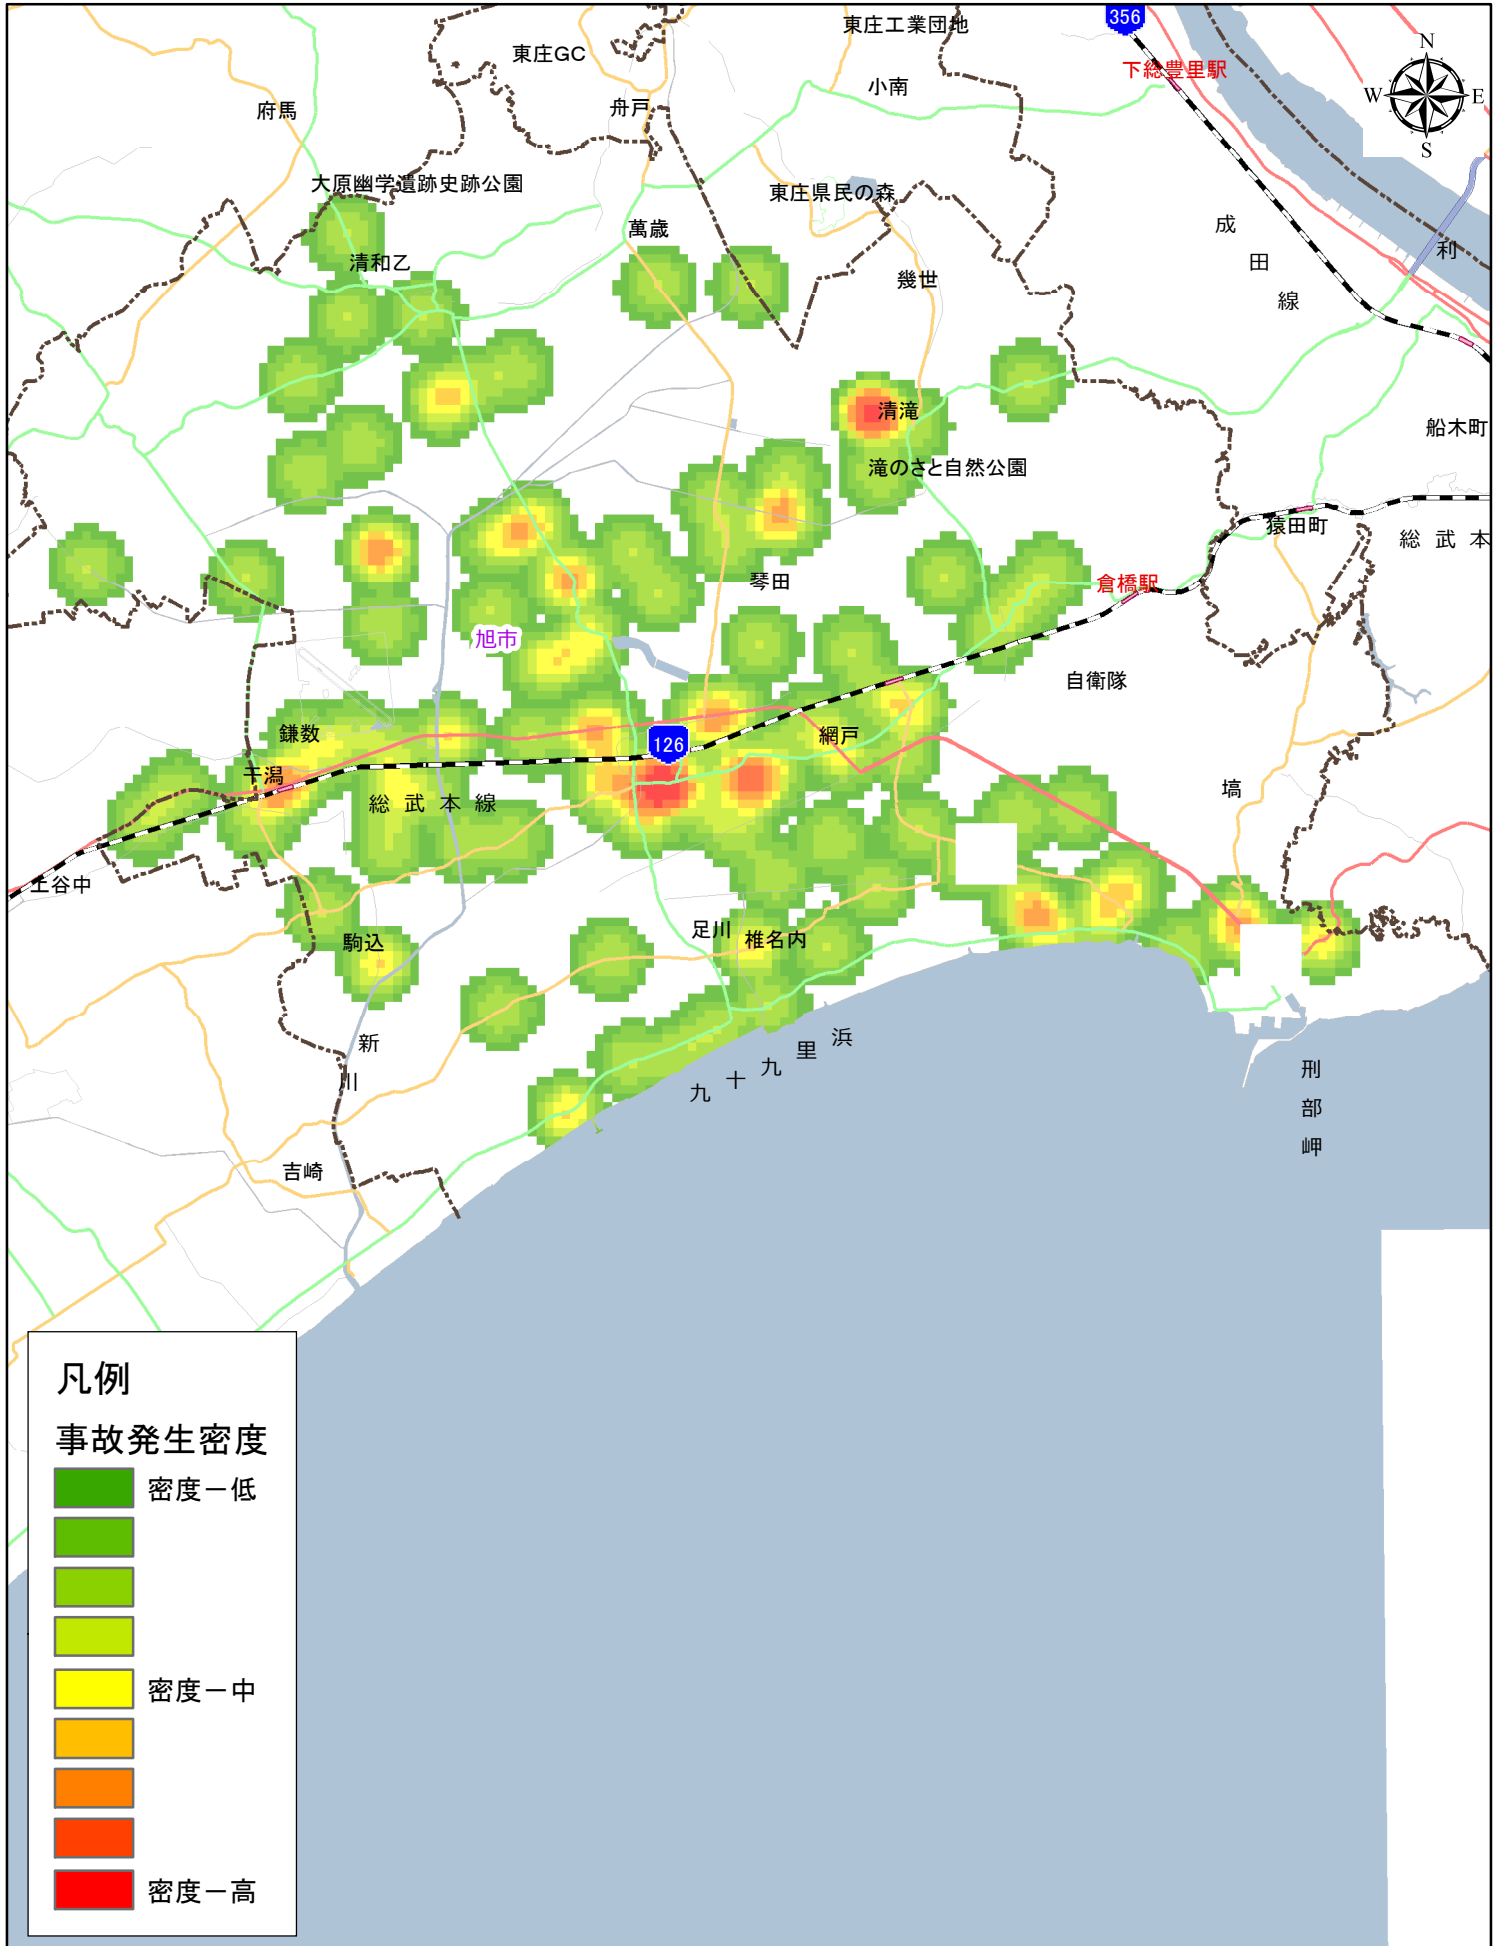 356
東庄工業団地
東庄GC
N
下総豊里駅
小南
W
E
府馬
舟戸
S
大原幽学遺跡史跡公園
東庄県民の森
成
田
線
利
萬歳
清和乙
幾世
清滝
船木町
滝のさと自然公園
猿田町
総武本
琴田
倉橋駅
旭市
自衛隊
鎌数
網戸
126
干潟
総武本線
塙
足川
椎名内
駒込
新
川
九十九里浜
刑
部
岬
吉崎
凡例
事故発生密度
密度－低
密度－中
密度－高